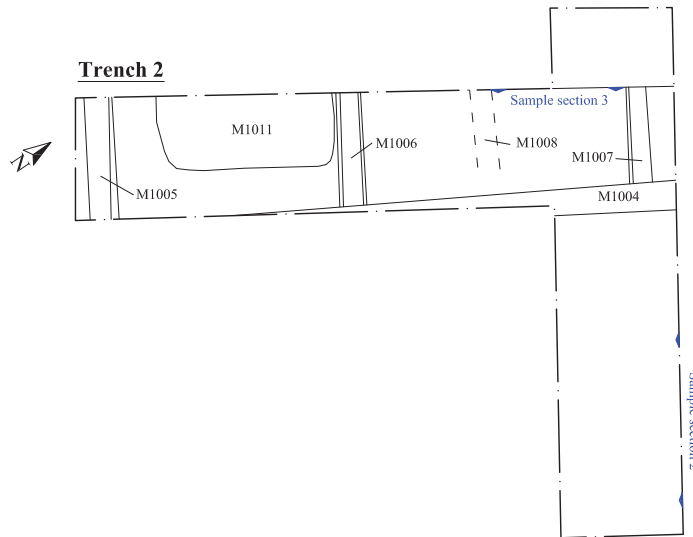 Trench 2
Sample section 3
M1011
M1006
M1008
M1007
M1005
M1004
N
Sample section 2